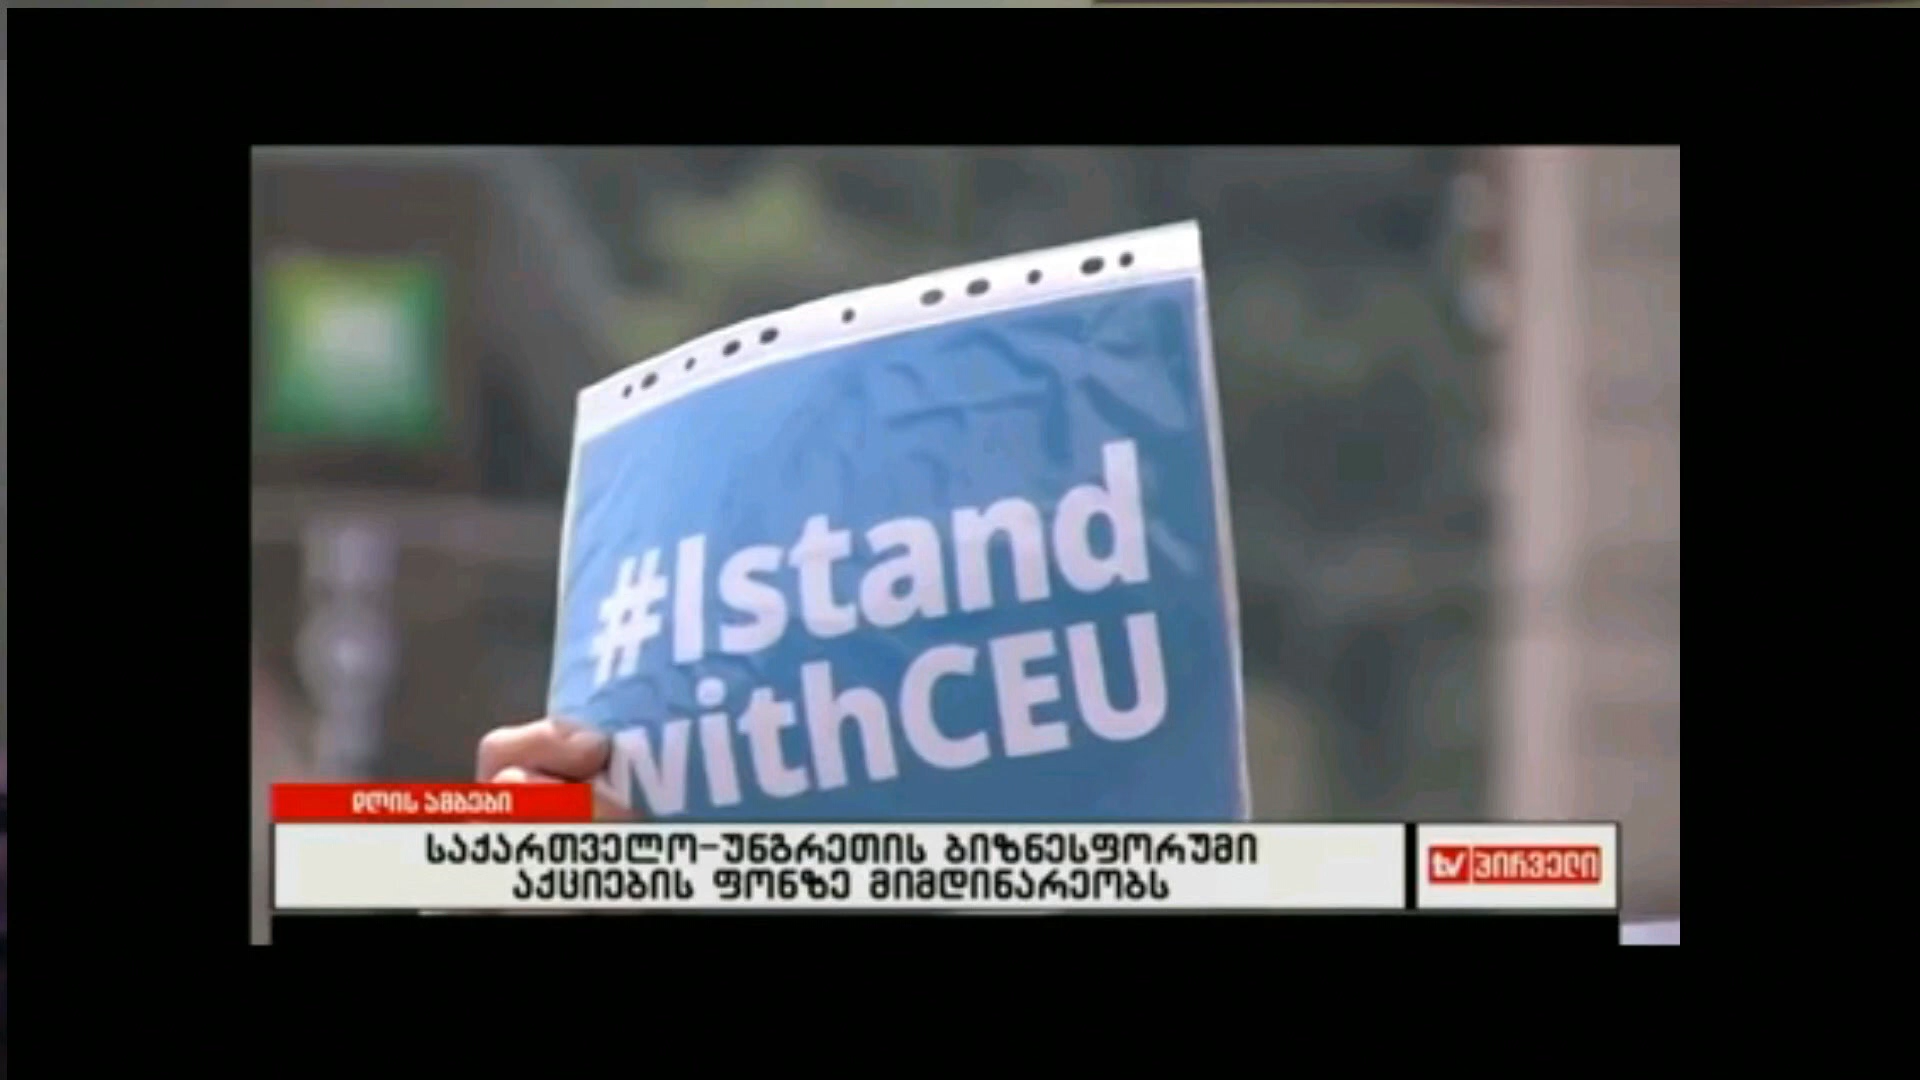 #Istand
withCEU
დღის ამბები
საქართველო-უნგრეთის ბიზნესფორუმი
აქციების ფონზე მიმდინარეობს
tv პირველი